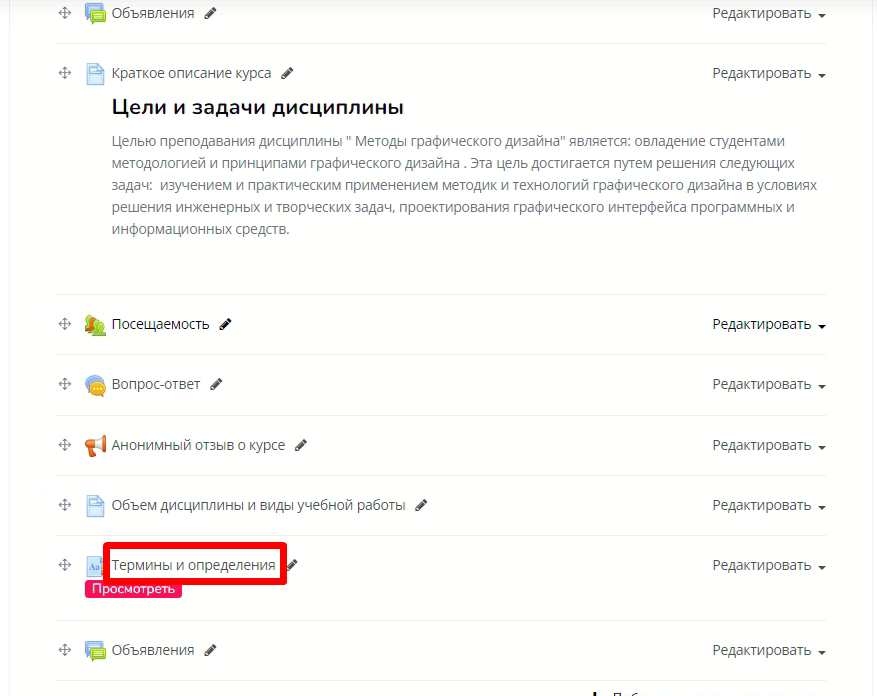 Объявления Редактировать
Краткое описание курса Редактировать
Цели и задачи дисциплины
Целью преподавания дисциплины " Методы графического дизайна" является: овладение студентами
методологией и принципами графического дизайна . Эта цель достигается путем решения следующих
задач: изучением и практическим применением методик и технологий графического дизайна в условиях
решения инженерных и творческих задач, проектирования графического интерфейса программных и
информационных средств.
Посещаемость Редактировать
Вопрос-ответ Редактировать
Анонимный отзыв о курсе Редактировать
Объем дисциплины и виды учебной работы Редактировать
Термины и определения Редактировать
Просмотреть
Объявления Редактировать